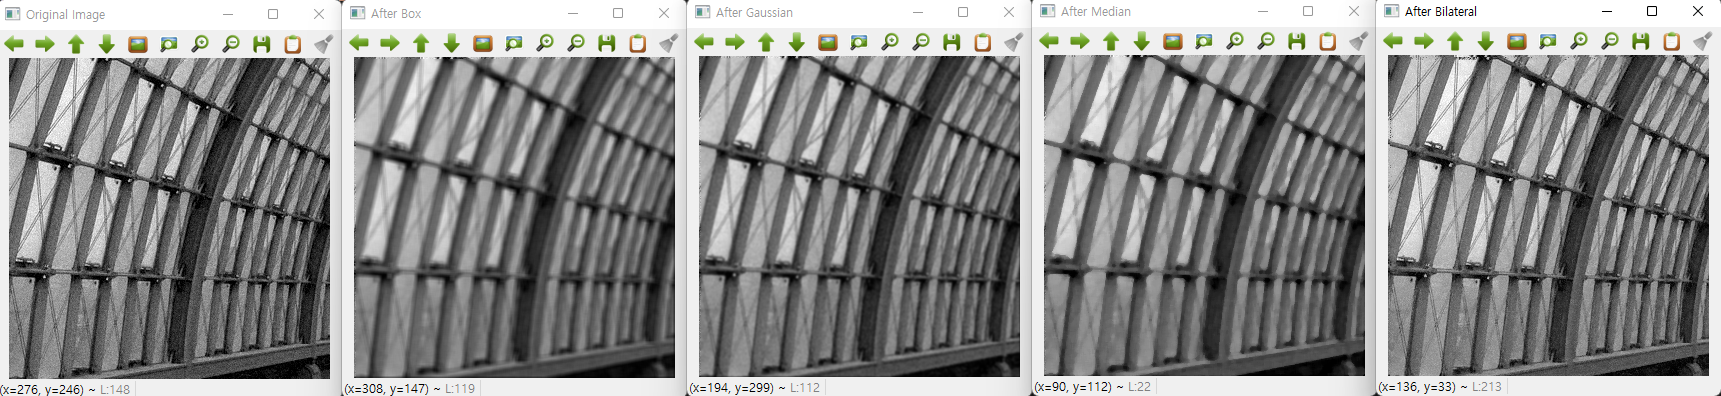 Original Image
After Box
After Gaussian
After Median
After Bilateral
(x=276, y=246) ~ L:148
(x=308, y=147) ~ L:119
(x=194, y=299) ~ L:112
(x=90, y=112) ~ L:22
(x=136, y=33) ~ L:213